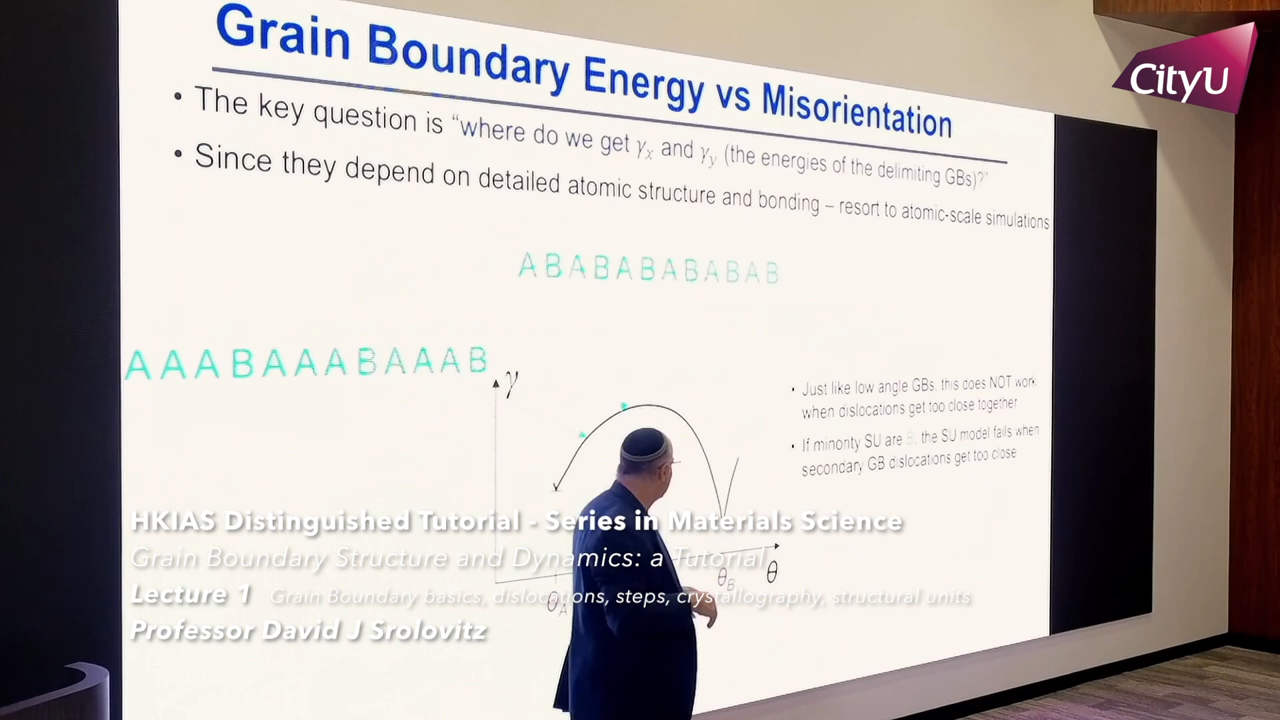 Grain Boundary Energy vs Misorientation
CityU
• The key question is “where do we get γx and γy (the energies of the delimiting GBs)?”
• Since they depend on detailed atomic structure and bonding – resort to atomic-scale simulations
A B A B A B A B A B A B
A A A B A A A B A A A B
γ
• Just like low angle GBs, this does NOT work
when dislocations get too close together
• If minority SU are B, the SU model fails when
secondary GB dislocations get too close
HKIAS Distinguished Tutorial - Series in Materials Science
Grain Boundary Structure and Dynamics: a Tutorial
θA
θB
θ
Lecture 1 Grain Boundary basics, dislocations, steps, crystallography, structural units
Professor David J Srolovitz